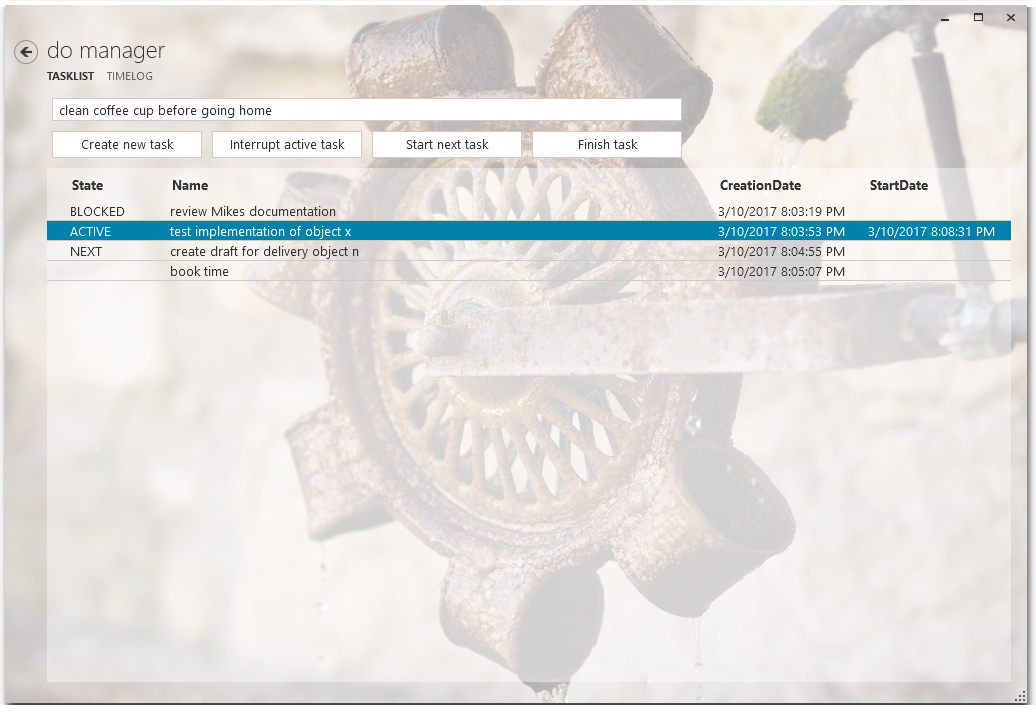 do manager
TASKLIST TIMELOG
clean coffee cup before going home
Create new task Interrupt active task Start next task Finish task
State Name CreationDate StartDate
BLOCKED review Mikes documentation 3/10/2017 8:03:19 PM
ACTIVE test implementation of object x 3/10/2017 8:03:53 PM 3/10/2017 8:08:31 PM
NEXT create draft for delivery object n 3/10/2017 8:04:55 PM
book time 3/10/2017 8:05:07 PM